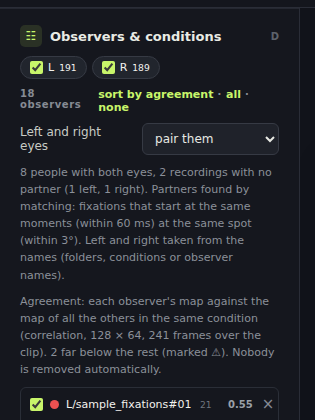 Observers & conditions D
L 191 R 189
18 observers sort by agreement · all · none
Left and right eyes pair them
8 people with both eyes, 2 recordings with no
partner (1 left, 1 right). Partners found by
matching: fixations that start at the same
moments (within 60 ms) at the same spot
(within 3°). Left and right taken from the
names (folders, conditions or observer
names).
Agreement: each observer's map against the
map of all the others in the same condition
(correlation, 128 × 64, 241 frames over the
clip). 2 far below the rest (marked ⚠). Nobody
is removed automatically.
L/sample_fixations#01 21 0.55 ×